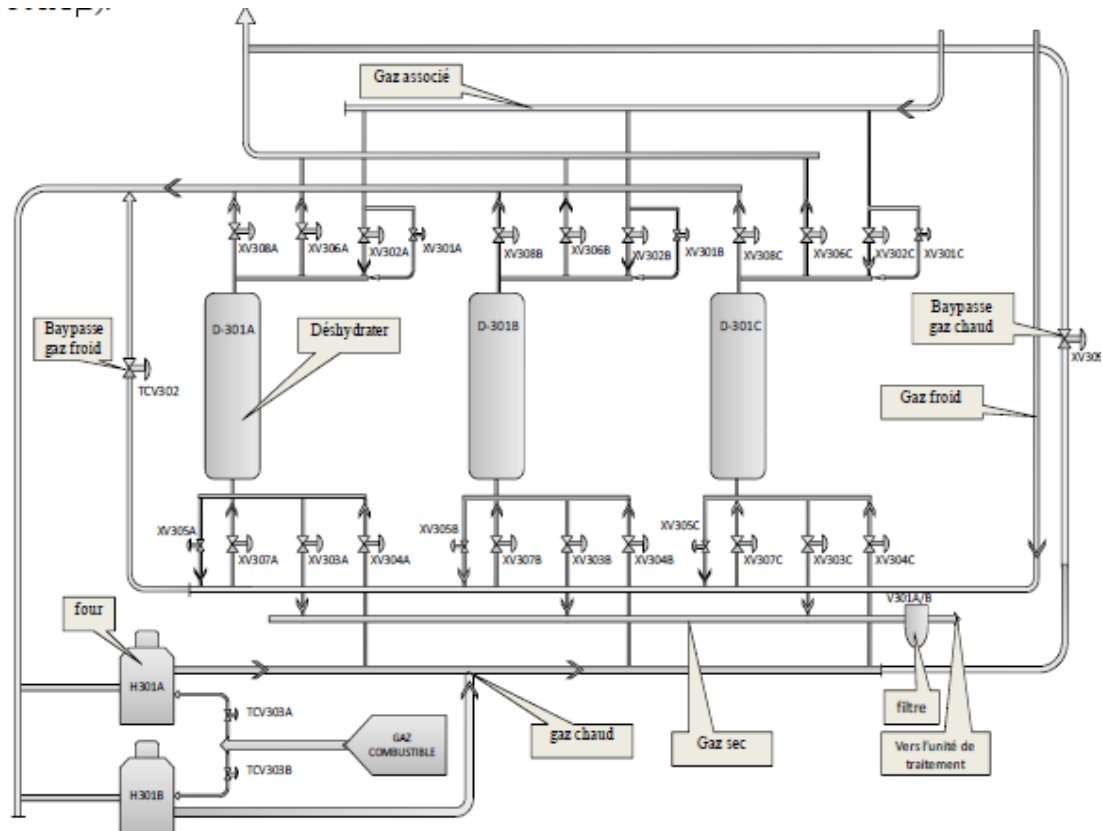 Gaz associé
XV308A
XV306A
XV302A
XV301A
XV308B
XV306B
XV302B
XV301B
XV308C
XV306C
XV302C
XV301C
D-301A
Déshydrater
D-301B
D-301C
Baypasse
gaz froid
TCV302
Baypasse
gaz chaud
XV309
Gaz froid
XV305A
XV307A
XV303A
XV304A
XV305B
XV307B
XV303B
XV304B
XV305C
XV307C
XV303C
XV304C
V301A/B
four
H301A
TCV303A
GAZ
COMBUSTIBLE
TCV303B
H301B
gaz chaud
Gaz sec
filtre
Vers l'unité de
traitement